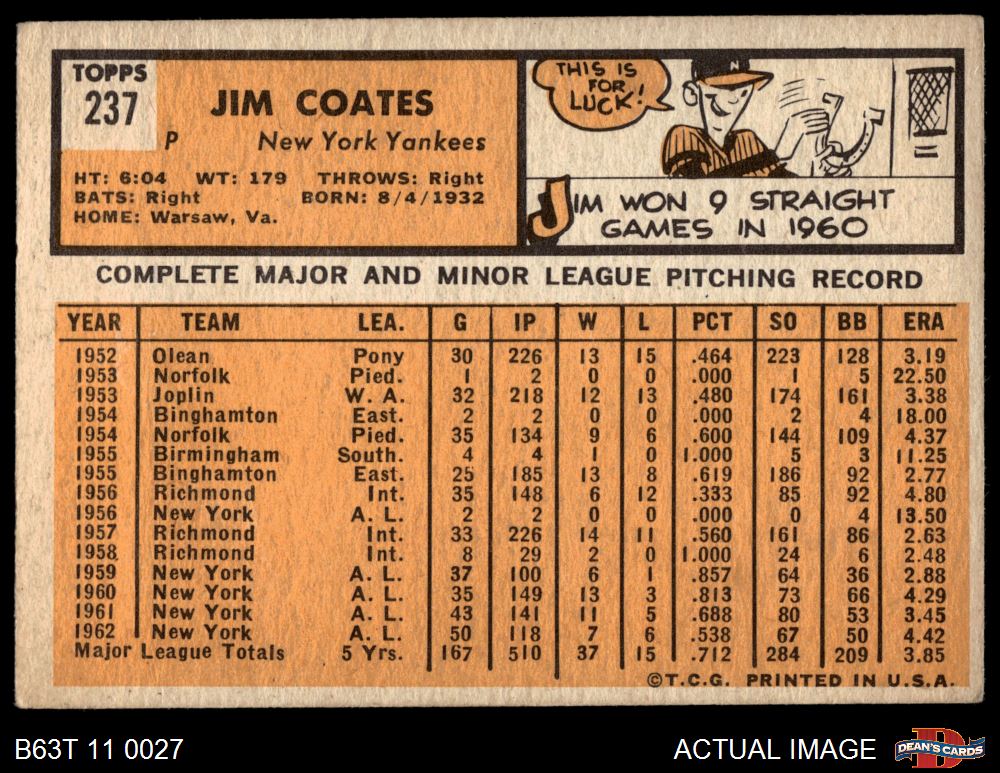 TOPPS
237
JIM COATES
P New York Yankees
HT: 6:04 WT: 179 THROWS: Right
BATS: Right BORN: 8/4/1932
HOME: Warsaw, Va.
THIS IS
FOR
LUCK!
N
JIM WON 9 STRAIGHT
GAMES IN 1960
COMPLETE MAJOR AND MINOR LEAGUE PITCHING RECORD
YEAR TEAM LEA. G IP W L PCT SO BB ERA
1952 Olean Pony 30 226 13 15 .464 223 128 3.19
1953 Norfolk Pied. 1 2 0 0 .000 1 5 22.50
1953 Joplin W. A. 32 218 12 13 .480 174 161 3.38
1954 Binghamton East. 2 2 0 0 .000 2 4 18.00
1954 Norfolk Pied. 35 134 9 6 .600 144 109 4.37
1955 Birmingham South. 4 4 1 0 1.000 5 3 11.25
1955 Binghamton East. 25 185 13 8 .619 186 92 2.77
1956 Richmond Int. 35 148 6 12 .333 85 92 4.80
1956 New York A. L. 2 2 0 0 .000 0 4 13.50
1957 Richmond Int. 33 226 14 11 .560 161 86 2.63
1958 Richmond Int. 8 29 2 0 1.000 24 6 2.48
1959 New York A. L. 37 100 6 1 .857 64 36 2.88
1960 New York A. L. 35 149 13 3 .813 73 66 4.29
1961 New York A. L. 43 141 11 5 .688 80 53 3.45
1962 New York A. L. 50 118 7 6 .538 67 50 4.42
Major League Totals 5 Yrs. 167 510 37 15 .712 284 209 3.85
©T.C.G. PRINTED IN U.S.A.
B63T 11 0027
ACTUAL IMAGE
D
DEAN'S CARDS